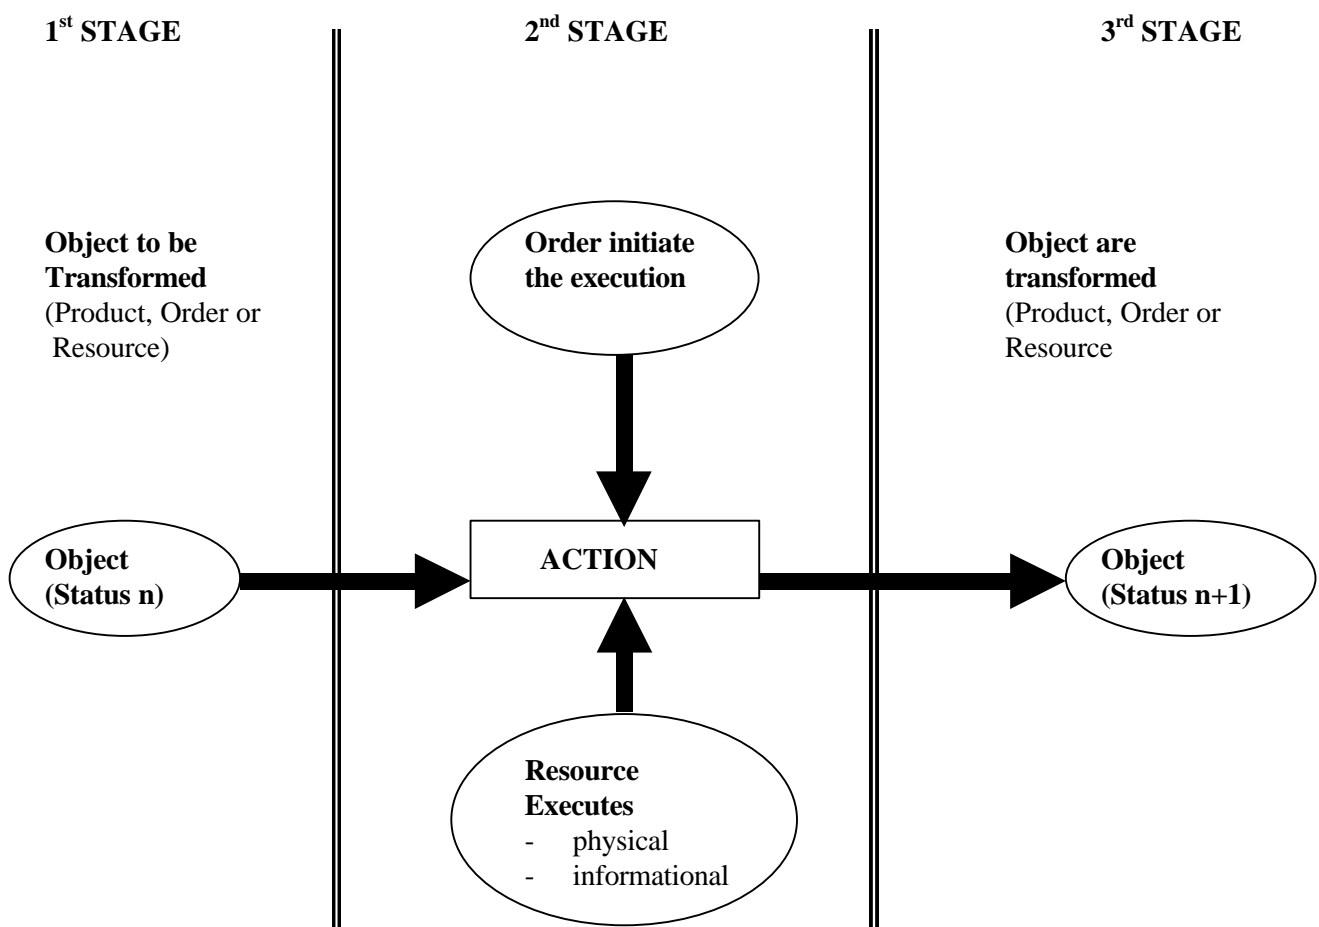 1st STAGE
2nd STAGE
3rd STAGE
Object to be
Transformed
(Product, Order or
Resource)
Order initiate
the execution
Object are
transformed
(Product, Order or
Resource
Object
(Status n)
ACTION
Object
(Status n+1)
Resource
Executes
- physical
- informational